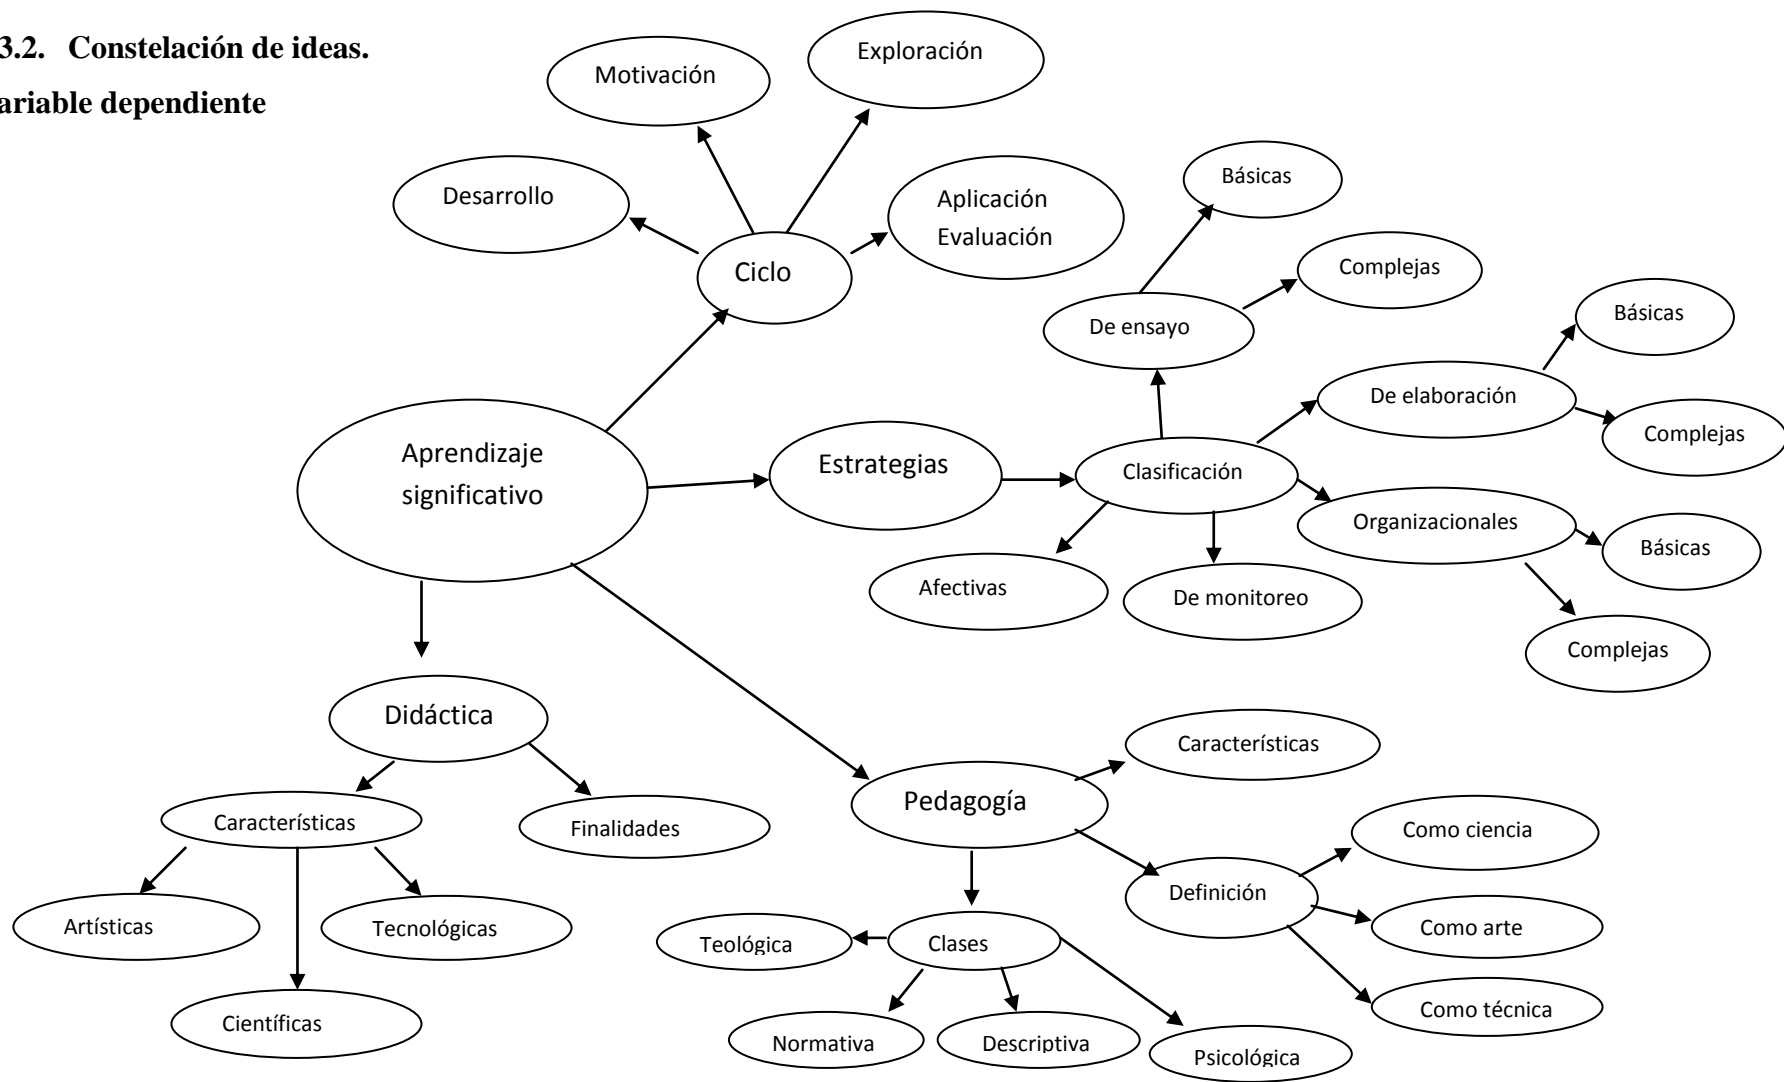 3.2. Constelación de ideas.
ariable dependiente
Exploración
Motivación
Desarrollo
Aplicación
Evaluación
Ciclo
Básicas
Complejas
De ensayo
Básicas
De elaboración
Complejas
Aprendizaje
significativo
Estrategias
Clasificación
Organizacionales
Básicas
Afectivas
De monitoreo
Complejas
Didáctica
Características
Pedagogía
Características
Finalidades
Como ciencia
Definición
Artísticas
Tecnológicas
Teológica
Clases
Como arte
Científicas
Como técnica
Normativa
Descriptiva
Psicológica